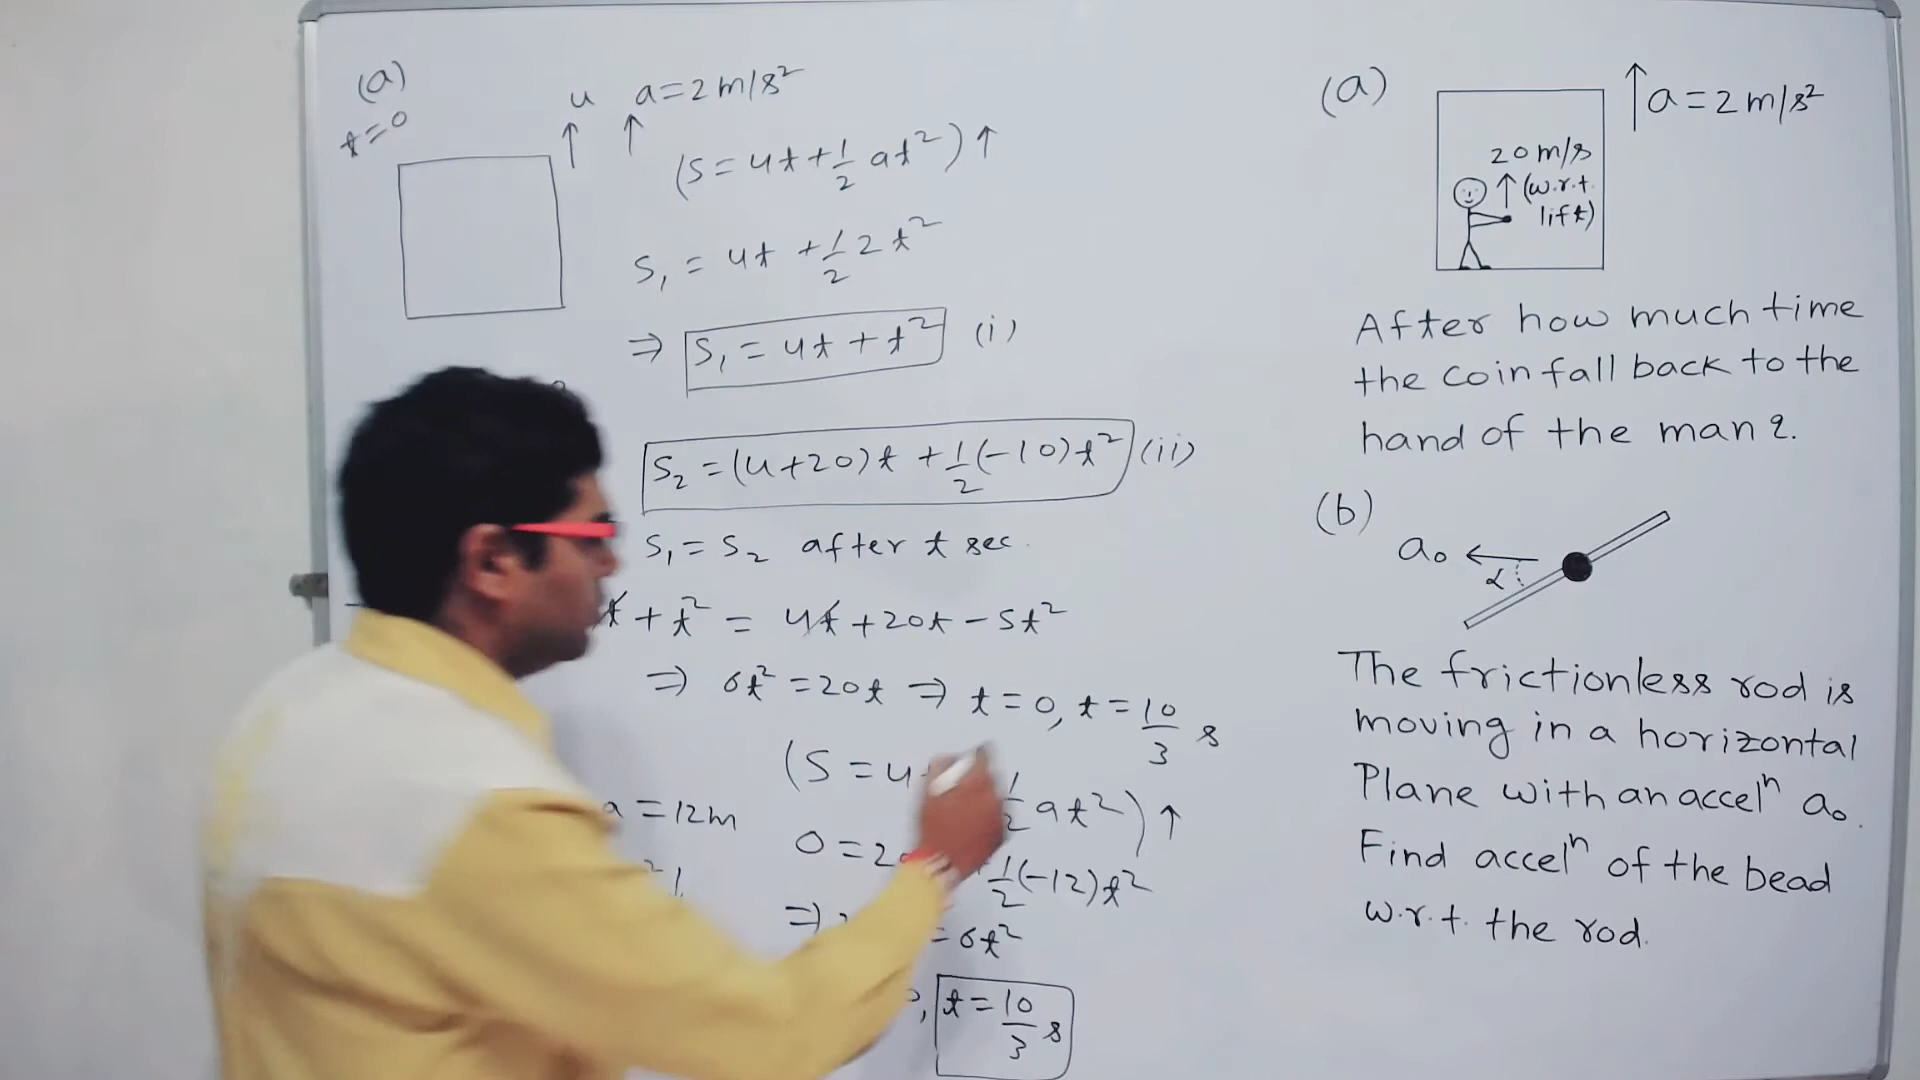 (a)
t=0
u a=2m/s²
(s=ut+1/2 at²)↑
s₁ = ut + 1/2 2t²
⇒ s₁ = ut + t² (i)
s₂ = (u+20)t + 1/2(-10)t² (ii)
s₁ = s₂ after t sec.
+ t² = ut + 20t - 5t²
⇒ 6t² = 20t ⇒ t = 0, t = 10/3 s
(s = u 1/2 at²)↑
= 12m
0 = 1/2(-12)t²
⇒ = 6t²
, t = 10/3 s
(a)
↑a = 2m/s²
20 m/s
↑(w.r.t.
lift)
After how much time
the coin fall back to the
hand of the man?.
(b)
a₀
α
The frictionless rod is
moving in a horizontal
Plane with an accelⁿ a₀.
Find accelⁿ of the bead
w.r.t. the rod.